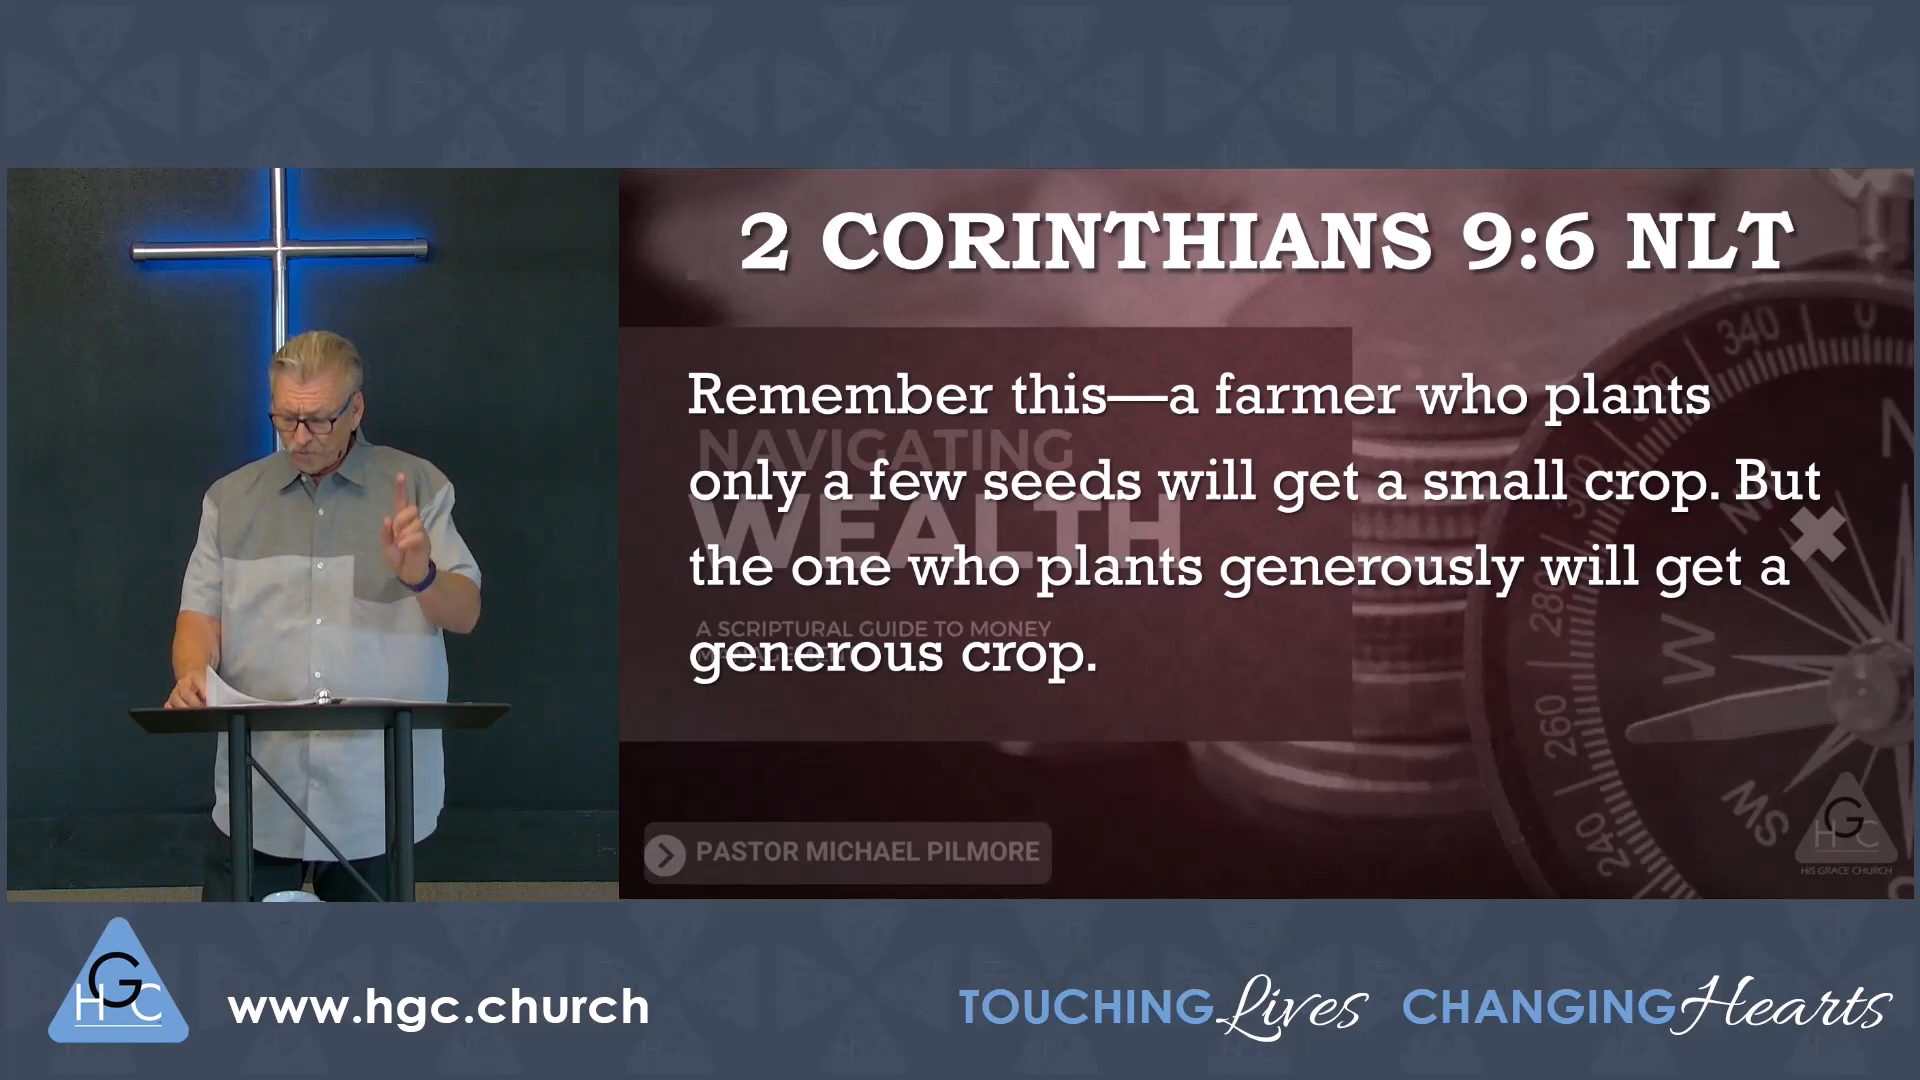 2 CORINTHIANS 9:6 NLT
Remember this—a farmer who plants
only a few seeds will get a small crop. But
the one who plants generously will get a
generous crop.
NAVIGATING
WEALTH
A SCRIPTURAL GUIDE TO MONEY
PASTOR MICHAEL PILMORE
340
N
300
280
W
260
SW
240
HGC
HIS GRACE CHURCH
HGC
www.hgc.church
TOUCHING Lives CHANGING Hearts